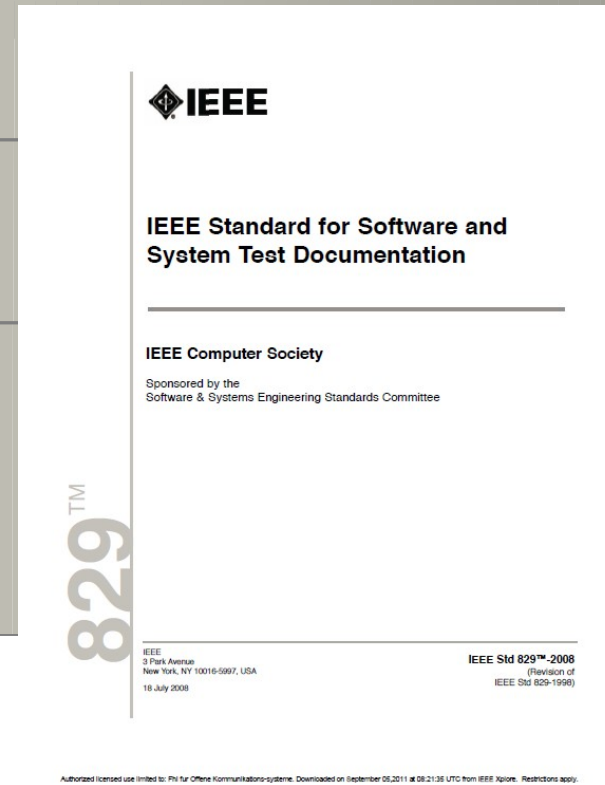 IEEE
IEEE Standard for Software and
System Test Documentation
IEEE Computer Society
Sponsored by the
Software & Systems Engineering Standards Committee
829™
IEEE
3 Park Avenue
New York, NY 10016-5997, USA
18 July 2008
IEEE Std 829™-2008
(Revision of
IEEE Std 829-1998)
Authorized licensed use limited to: Fhl fur Offene Kommunikations-systeme. Downloaded on September 05,2011 at 08:21:35 UTC from IEEE Xplore. Restrictions apply.